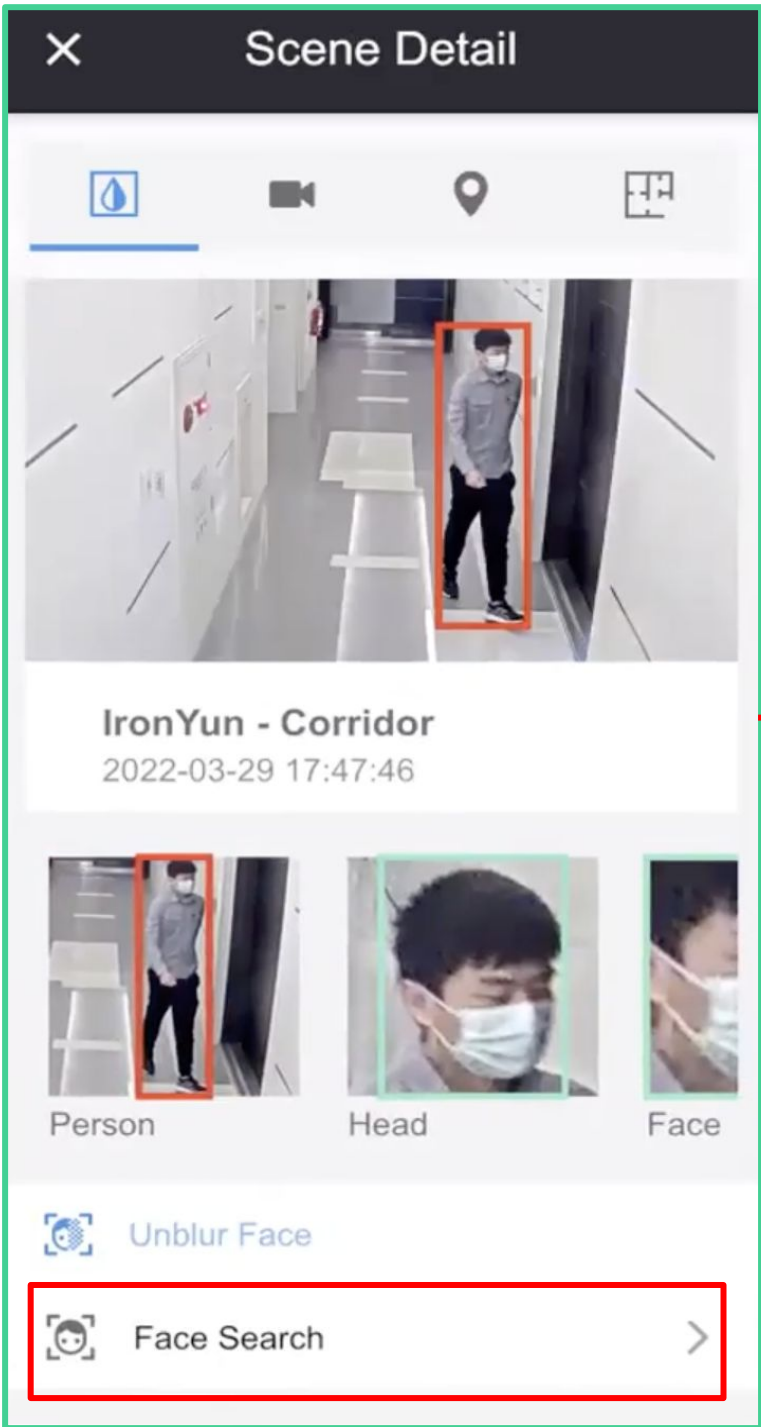 Scene Detail
IronYun - Corridor
2022-03-29 17:47:46
Person
Head
Face
Unblur Face
Face Search